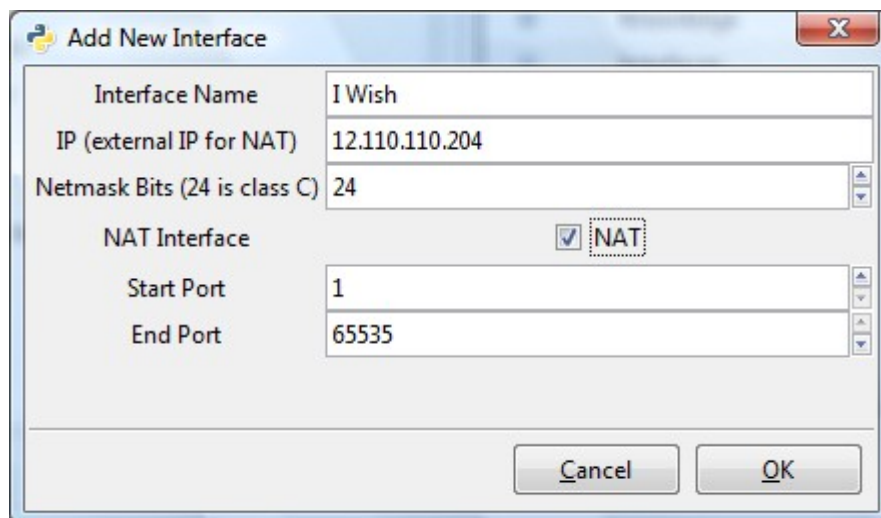 Add New Interface
Interface Name I Wish
IP (external IP for NAT) 12.110.110.204
Netmask Bits (24 is class C) 24
NAT Interface NAT
Start Port 1
End Port 65535
Cancel OK